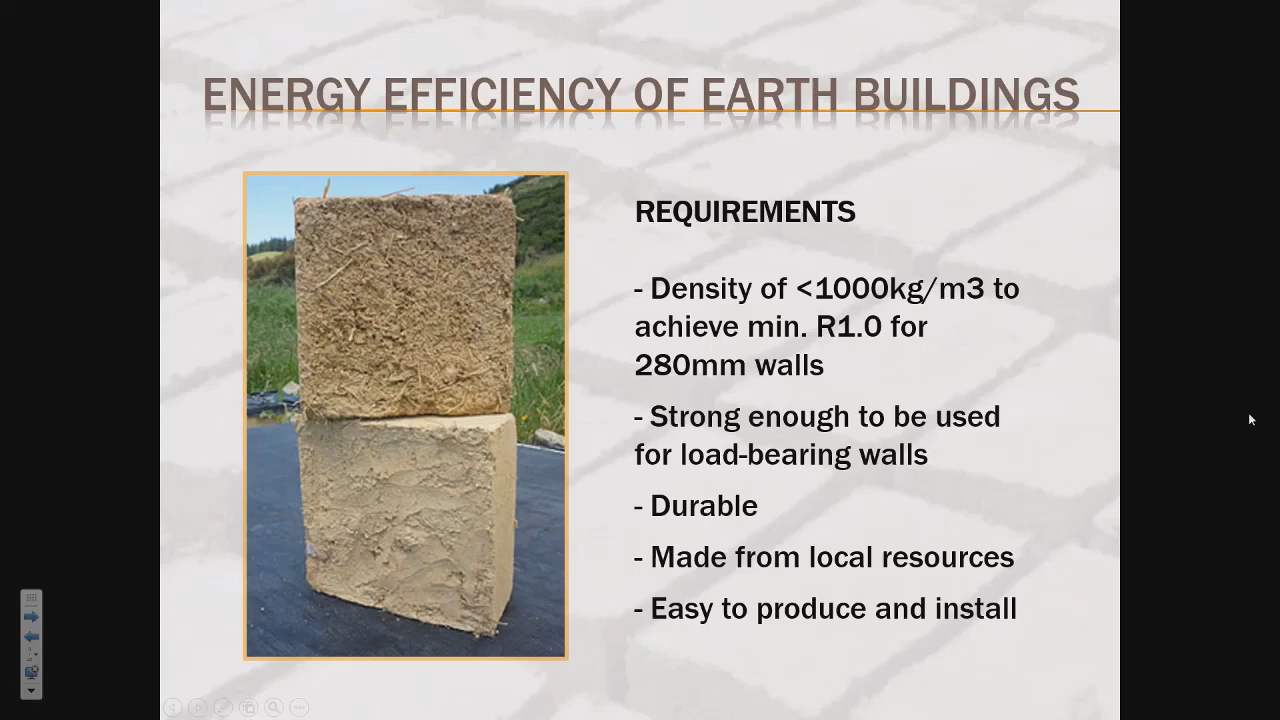 ENERGY EFFICIENCY OF EARTH BUILDINGS
REQUIREMENTS
- Density of <1000kg/m3 to
achieve min. R1.0 for
280mm walls
- Strong enough to be used
for load-bearing walls
- Durable
- Made from local resources
- Easy to produce and install